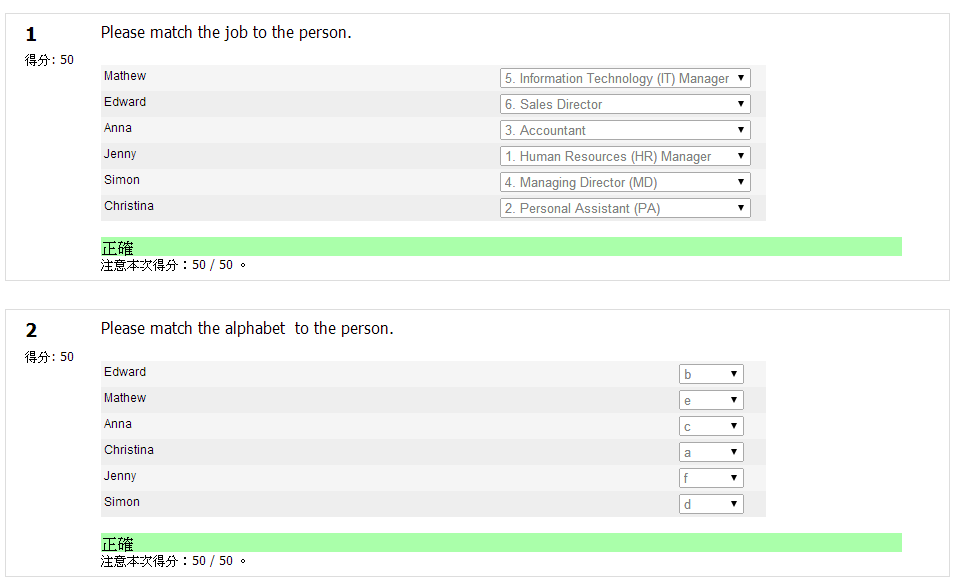 1
Please match the job to the person.
得分: 50
Mathew 5. Information Technology (IT) Manager
Edward 6. Sales Director
Anna 3. Accountant
Jenny 1. Human Resources (HR) Manager
Simon 4. Managing Director (MD)
Christina 2. Personal Assistant (PA)
正確
注意本次得分：50 / 50 。
2
Please match the alphabet  to the person.
得分: 50
Edward b
Mathew e
Anna c
Christina a
Jenny f
Simon d
正確
注意本次得分：50 / 50 。